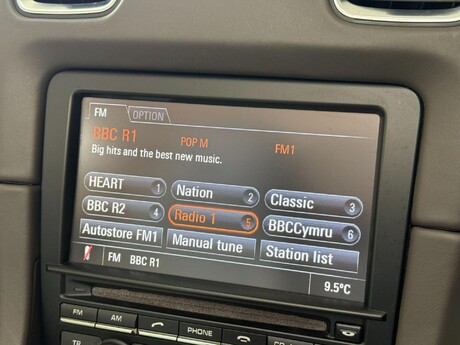 FM OPTION
BBC R1 POP M FM1
Big hits and the best new music.
HEART 1 Nation 2 Classic 3
BBC R2 4 Radio 1 5 BBCCymru 6
Autostore FM1 Manual tune Station list
FM BBC R1
9.5°C
FM AM PHONE
TR